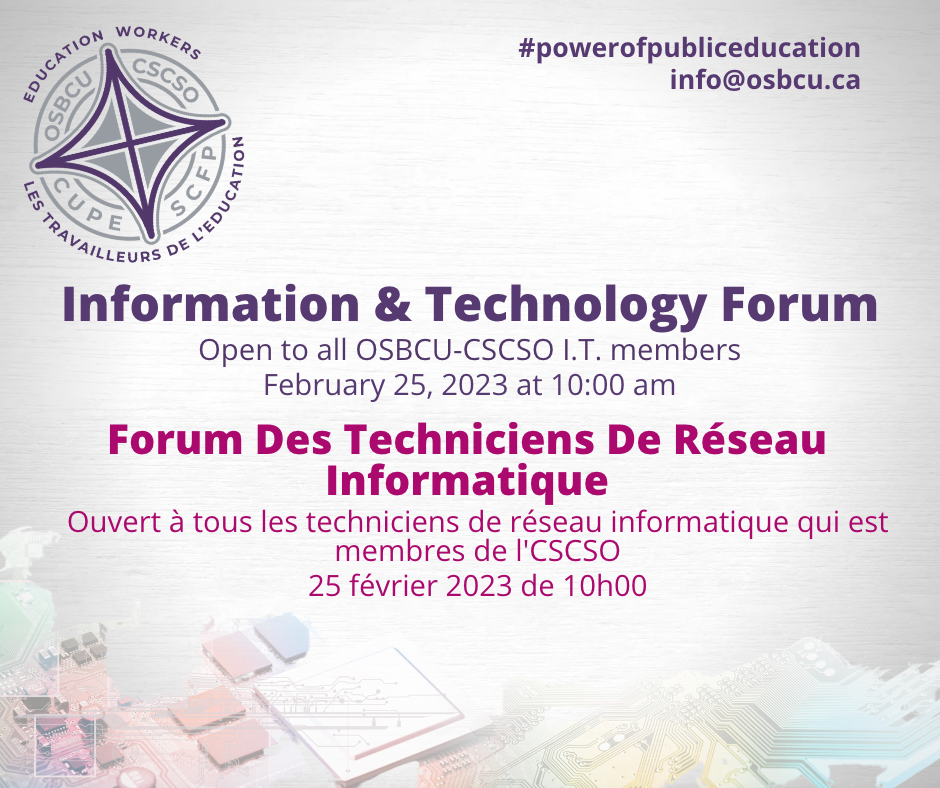 EDUCATION WORKERS
OSBCU
CSCSO
CUPE
SCFP
LES TRAVAILLEURS DE L'EDUCATION
#powerofpubliceducation
info@osbcu.ca
Information & Technology Forum
Open to all OSBCU-CSCSO I.T. members
February 25, 2023 at 10:00 am
Forum Des Techniciens De Réseau
Informatique
Ouvert à tous les techniciens de réseau informatique qui est
membres de l'CSCSO
25 février 2023 de 10h00